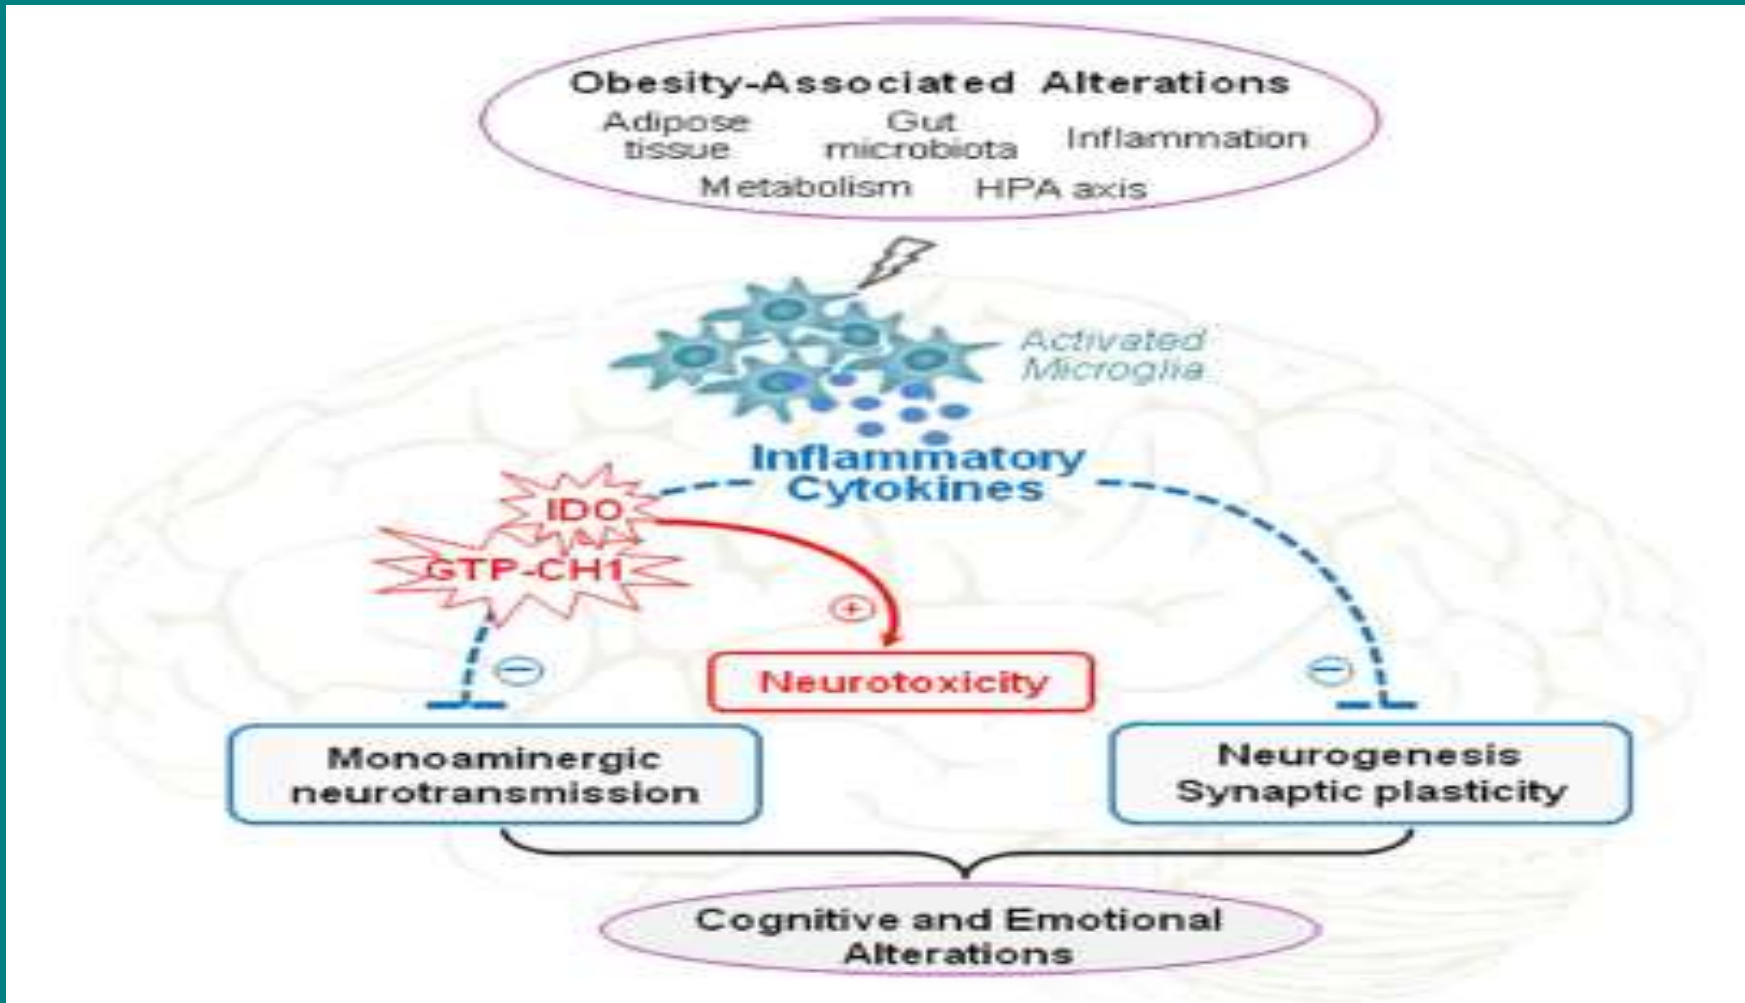 Obesity-Associated Alterations
Adipose
tissue
Gut
microbiota
Inflammation
Metabolism
HPA axis
Activated
Microglia
Inflammatory
Cytokines
IDO
GTP-CH1
+
−
Neurotoxicity
−
Monoaminergic
neurotransmission
Neurogenesis
Synaptic plasticity
Cognitive and Emotional
Alterations